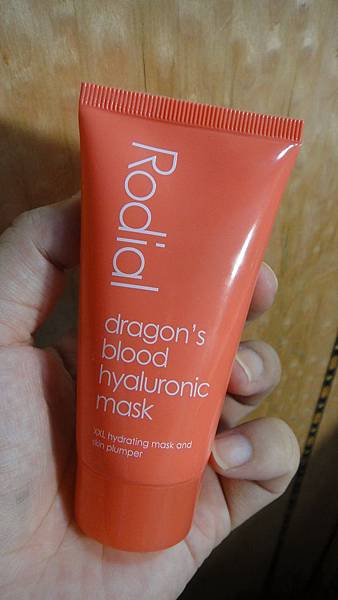 Rodial
dragon's
blood
hyaluronic
mask
XXL hydrating mask and
skin plumper